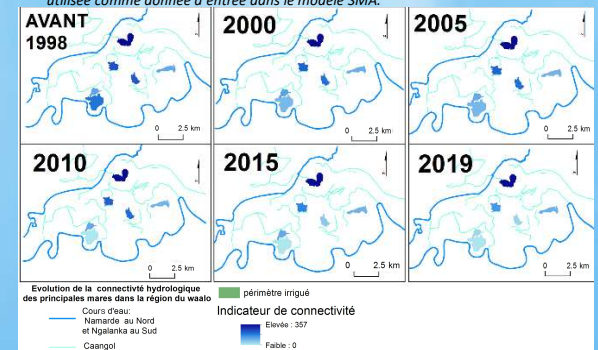 utilisée comme donnée d'entrée dans le modèle SMA.
AVANT
1998
0 2.5 km
2000
0 2.5 km
2005
0 2.5 km
2010
0 2.5 km
2015
0 2.5 km
2019
0 2.5 km
Evolution de la connectivité hydrologique
des principales mares dans la région du waalo
Cours d'eau:
Namarde au Nord
et Ngalanka au Sud
Caangol
périmètre irrigué
Indicateur de connectivité
Elevée : 357
Faible : 0